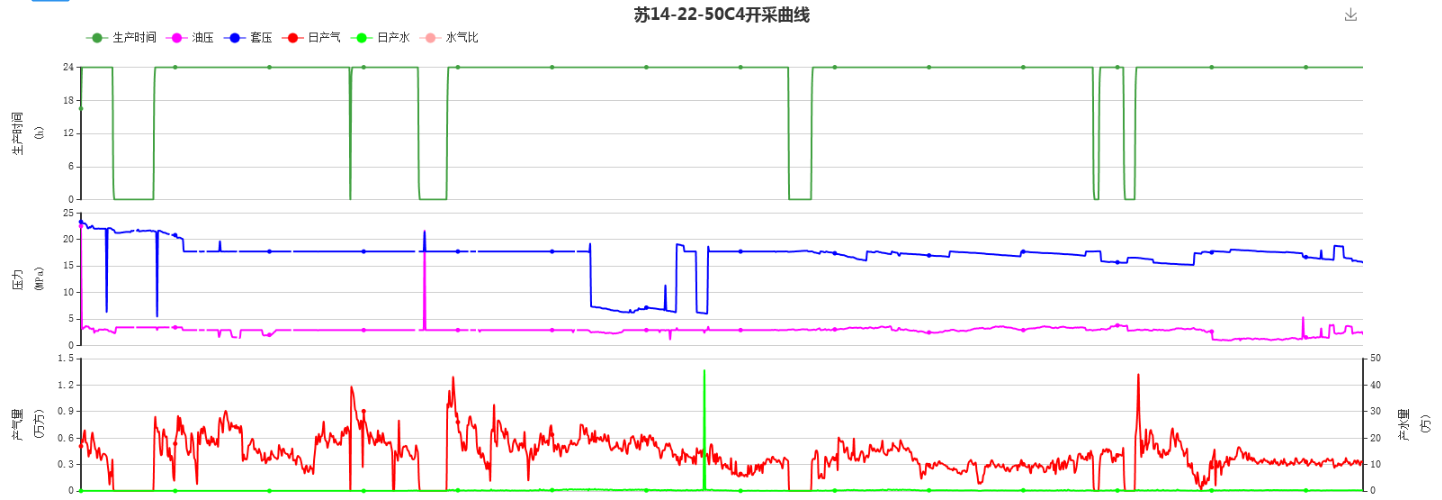 苏14-22-50C4开采曲线
生产时间 油压 套压 日产气 日产水 水气比
生产时间
(h)
24
18
12
6
0
压力
(MPa)
25
20
15
10
5
0
产气量
(万方)
1.5
1.2
0.9
0.6
0.3
0
产水量
(方)
50
40
30
20
10
0